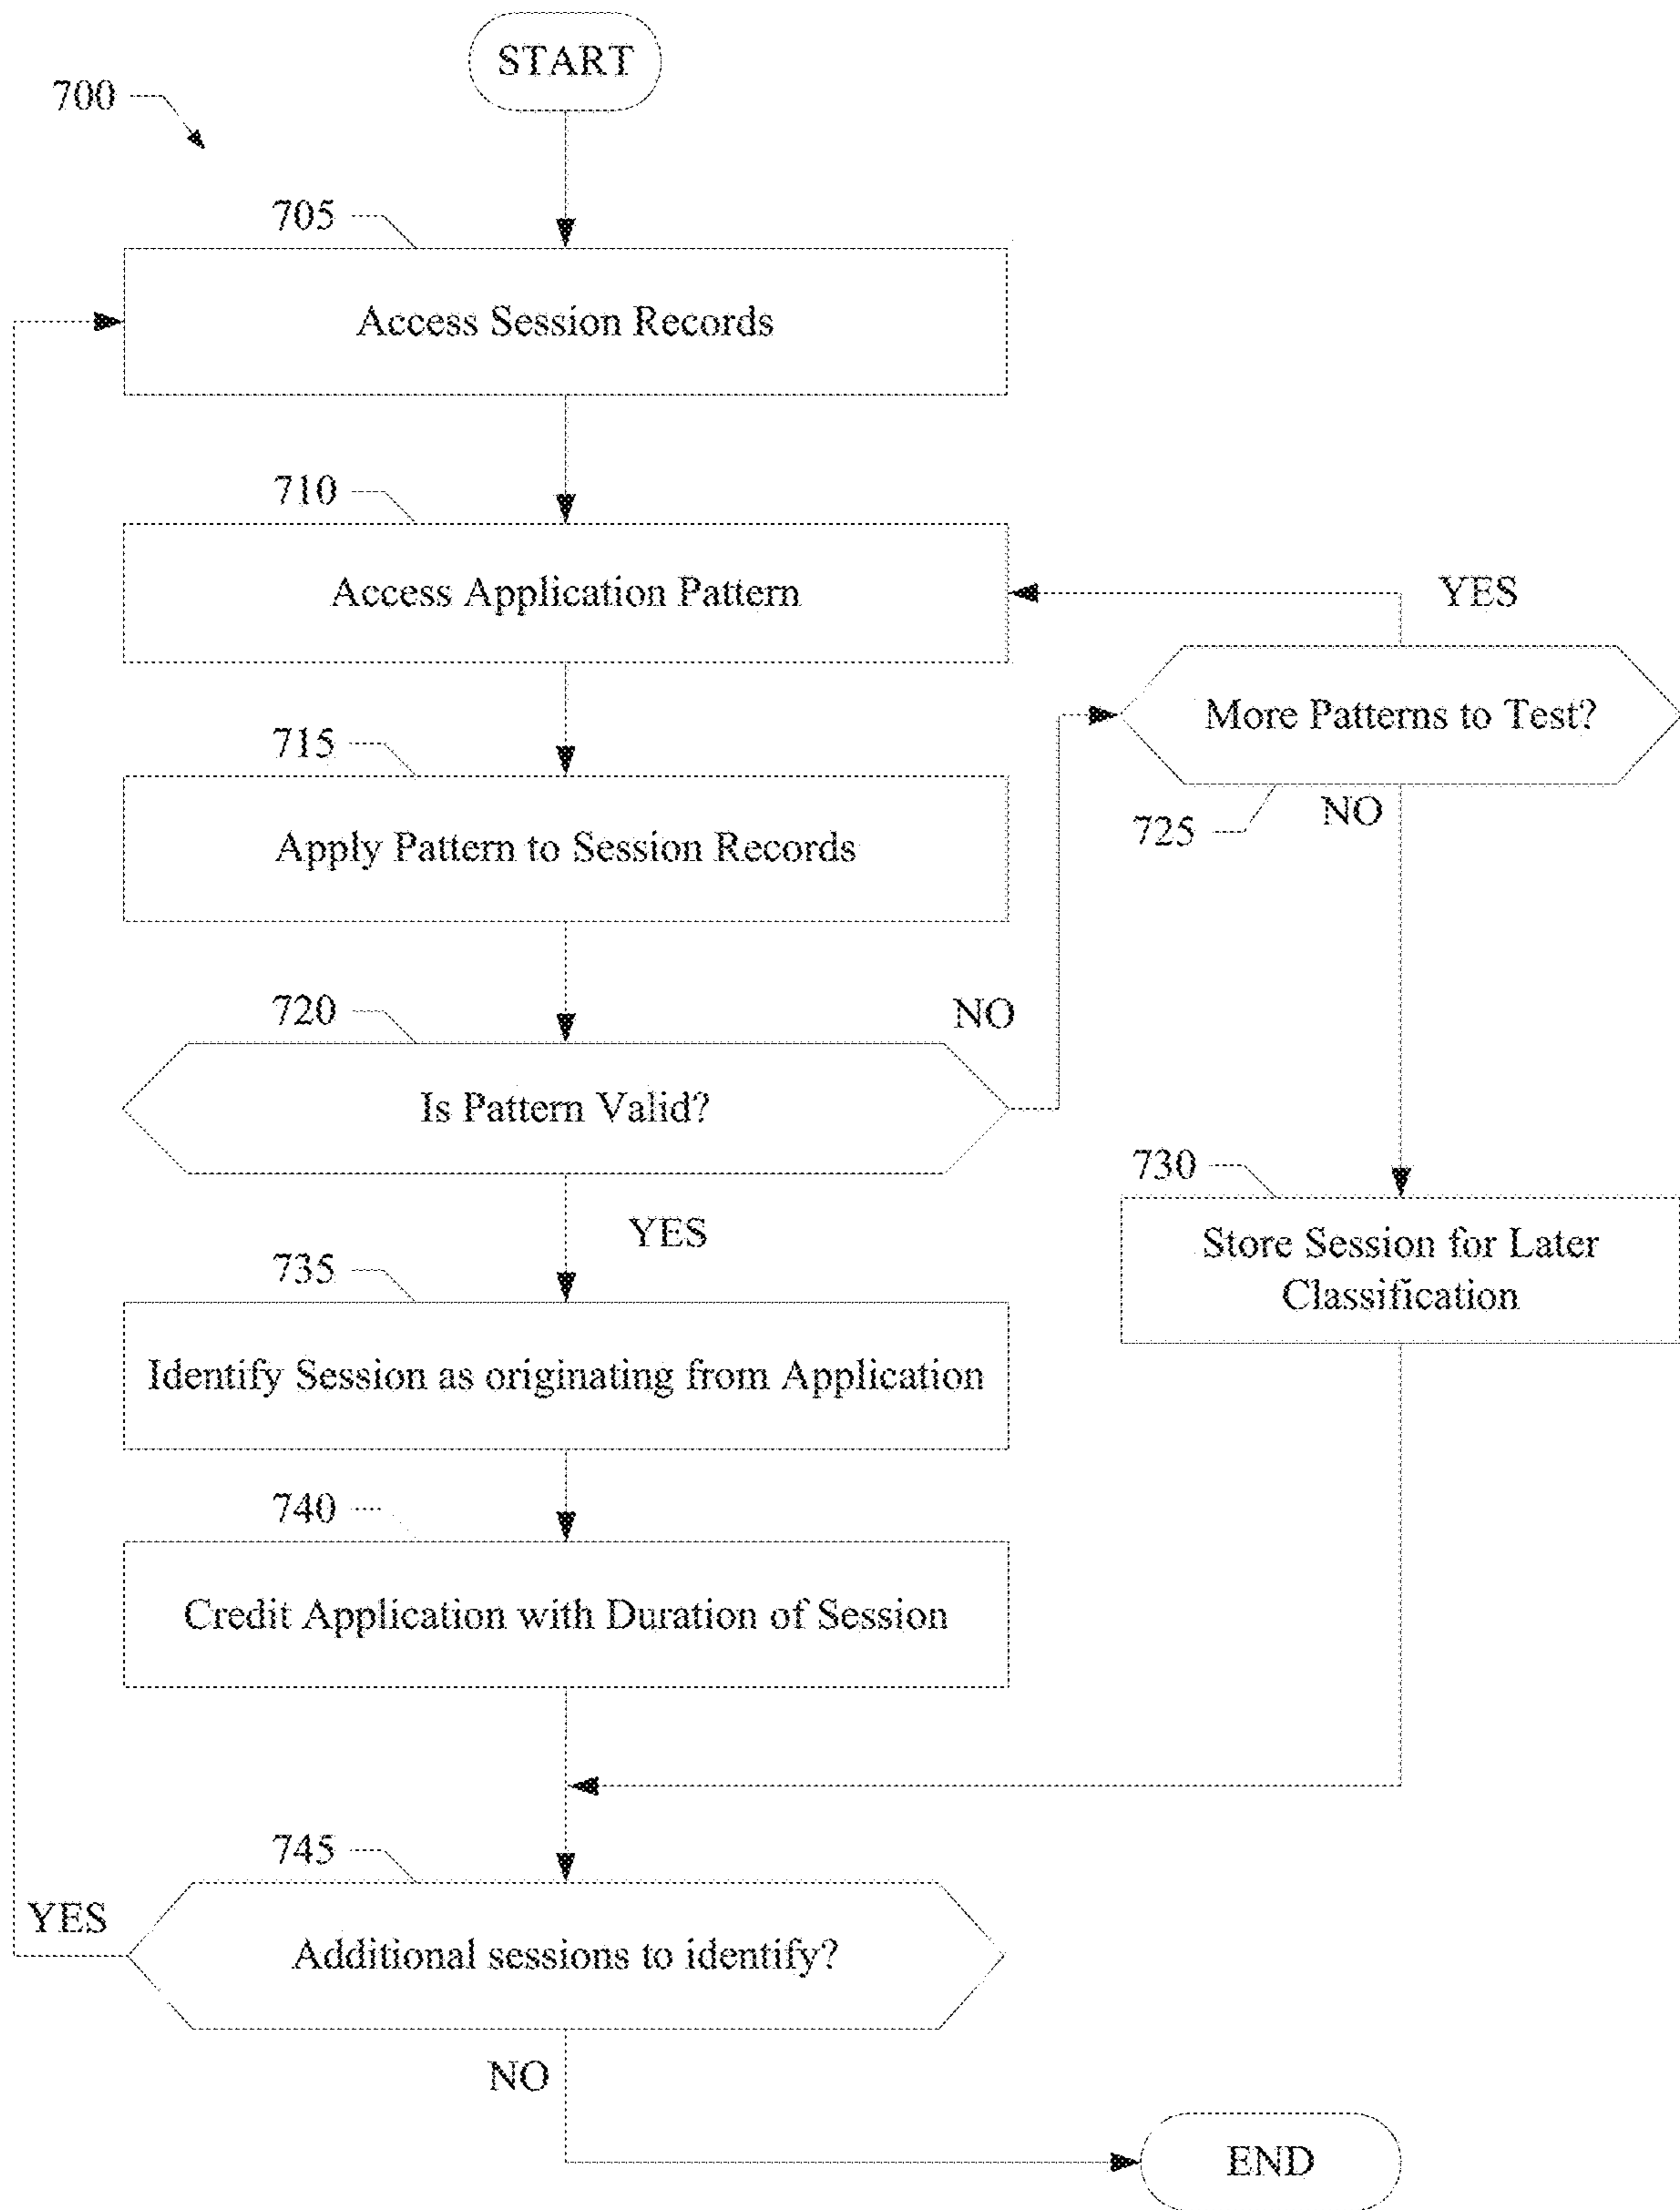 START
700
705
Access Session Records
710
Access Application Pattern
YES
More Patterns to Test?
715
725
NO
Apply Pattern to Session Records
720
NO
Is Pattern Valid?
YES
730
Store Session for Later
Classification
735
Identify Session as originating from Application
740
Credit Application with Duration of Session
745
YES
Additional sessions to identify?
NO
END